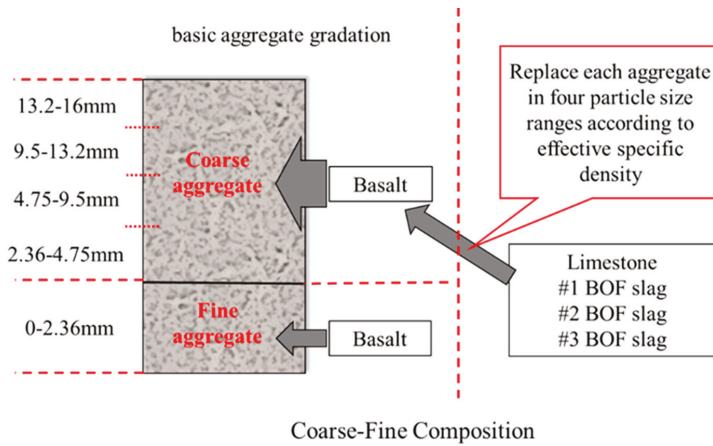 basic aggregate gradation
13.2-16mm
9.5-13.2mm
4.75-9.5mm
2.36-4.75mm
0-2.36mm
Coarse
aggregate
Fine
aggregate
Basalt
Basalt
Replace each aggregate
in four particle size
ranges according to
effective specific
density
Limestone
#1 BOF slag
#2 BOF slag
#3 BOF slag
Coarse-Fine Composition